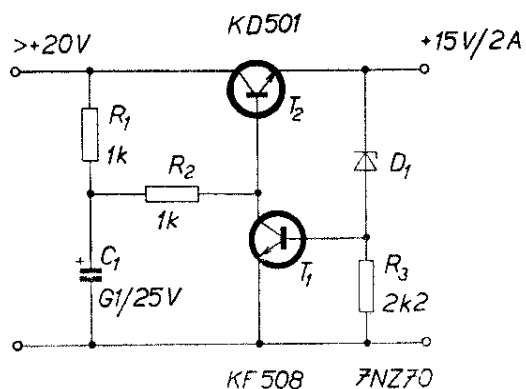 KD501
>+20V
+15V/2A
T2
R1
1k
R2
1k
D1
+
C1
G1/25V
T1
R3
2k2
KF508
7NZ70